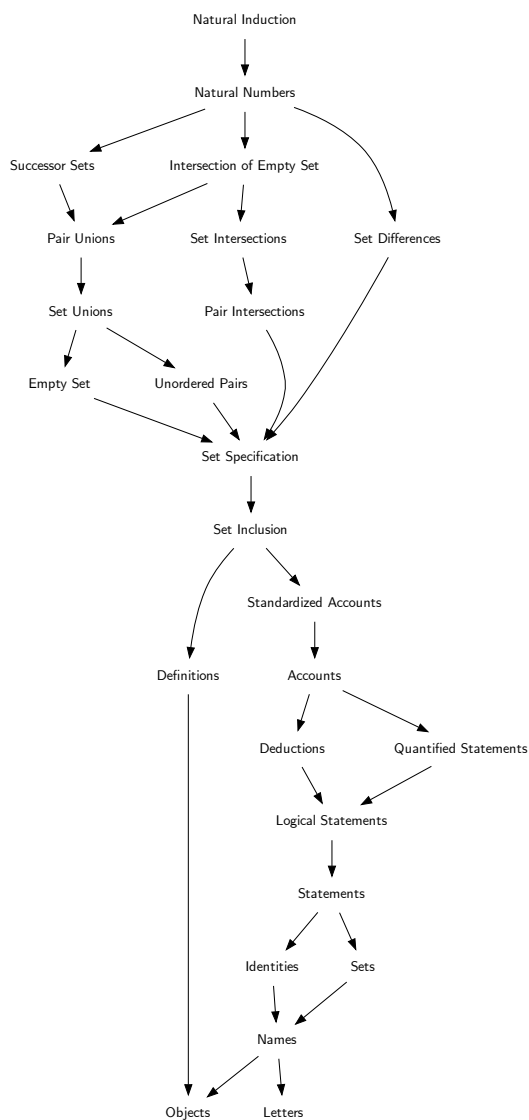 Natural Induction
Natural Numbers
Successor Sets
Intersection of Empty Set
Pair Unions
Set Intersections
Set Differences
Set Unions
Pair Intersections
Empty Set
Unordered Pairs
Set Specification
Set Inclusion
Standardized Accounts
Definitions
Accounts
Deductions
Quantified Statements
Logical Statements
Statements
Identities
Sets
Names
Objects
Letters